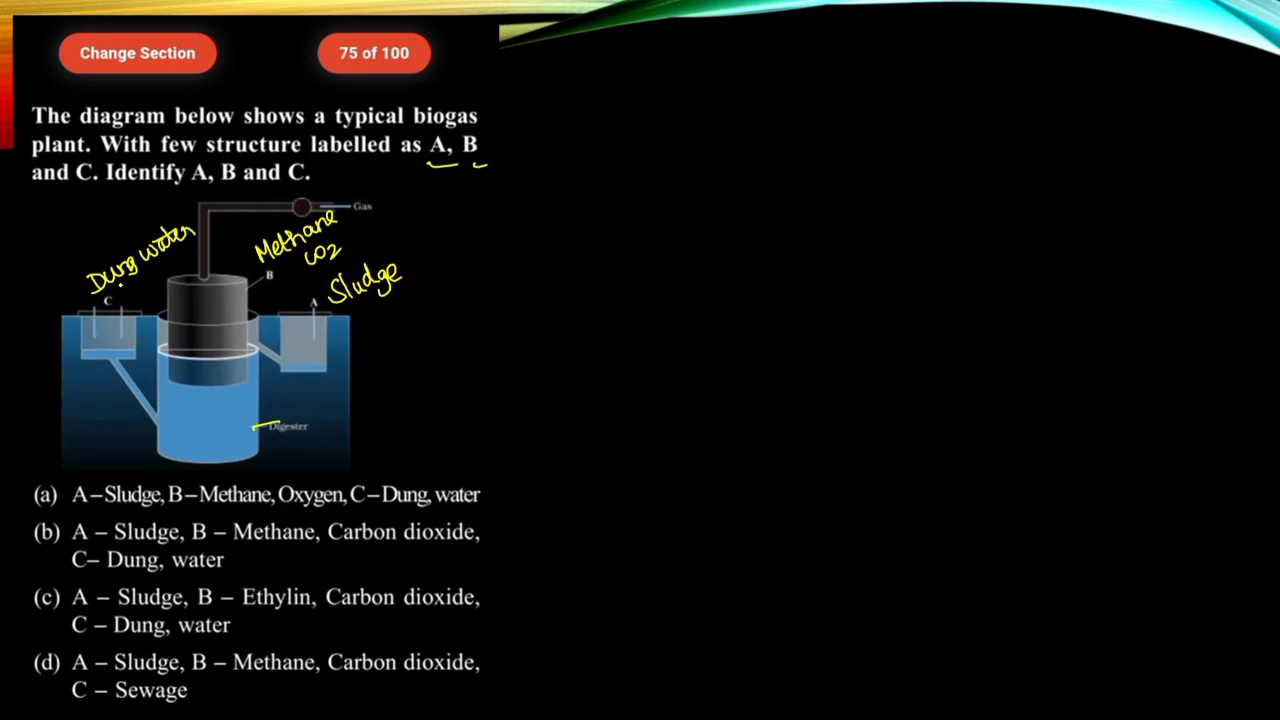 Change Section
75 of 100
The diagram below shows a typical biogas
plant. With few structure labelled as A, B
and C. Identify A, B and C.
Gas
Dung water
Methane
CO2
B
Sludge
C
A
Digester
(a) A–Sludge, B–Methane, Oxygen, C–Dung, water
(b) A – Sludge, B – Methane, Carbon dioxide,
C– Dung, water
(c) A – Sludge, B – Ethylin, Carbon dioxide,
C – Dung, water
(d) A – Sludge, B – Methane, Carbon dioxide,
C – Sewage